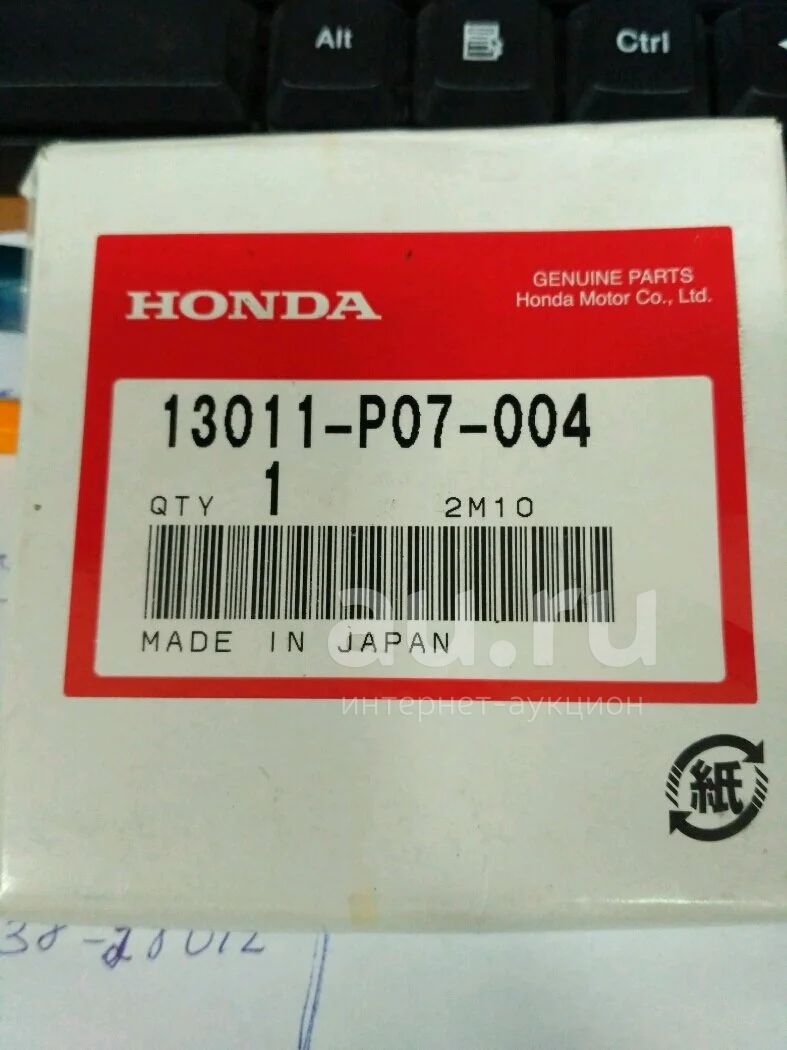 Alt
Ctrl
HONDA
GENUINE PARTS
Honda Motor Co., Ltd.
13011-P07-004
QTY 1 2M10
MADE IN JAPAN
au.ru
интернет-аукцион
紙